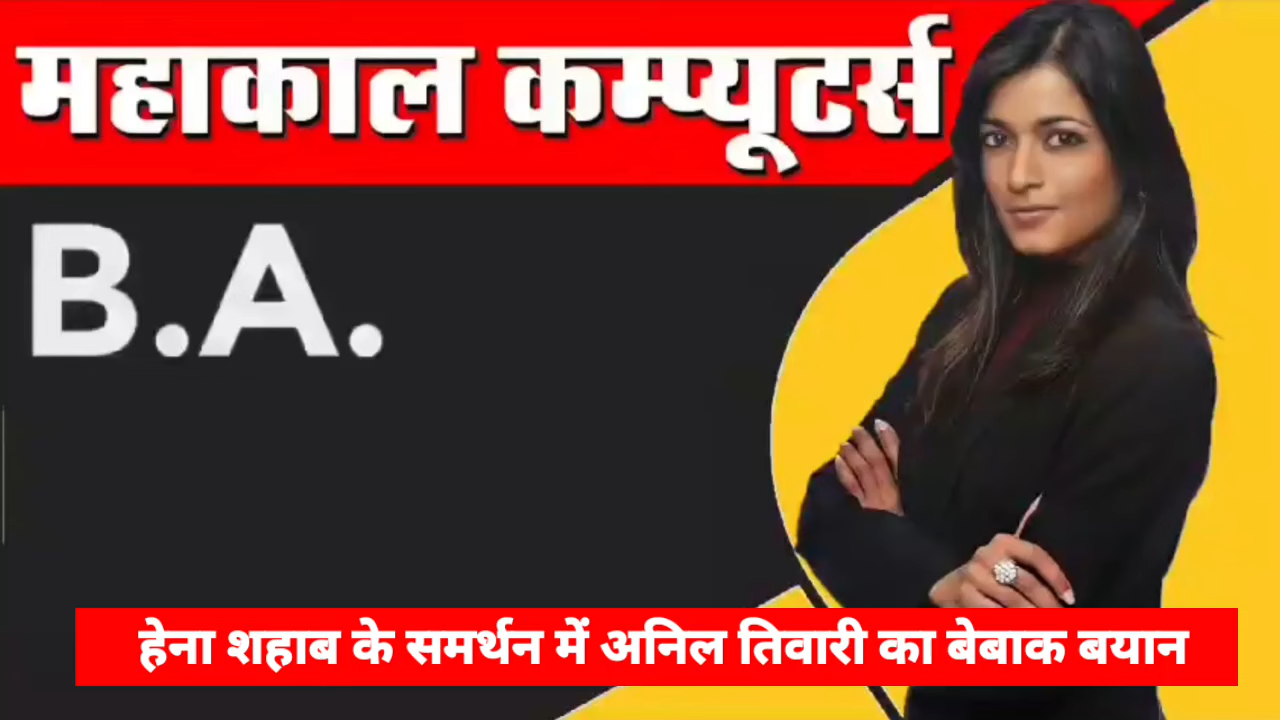 महाकाल कम्प्यूटर्स
B.A.
हेना शहाब के समर्थन में अनिल तिवारी का बेबाक बयान